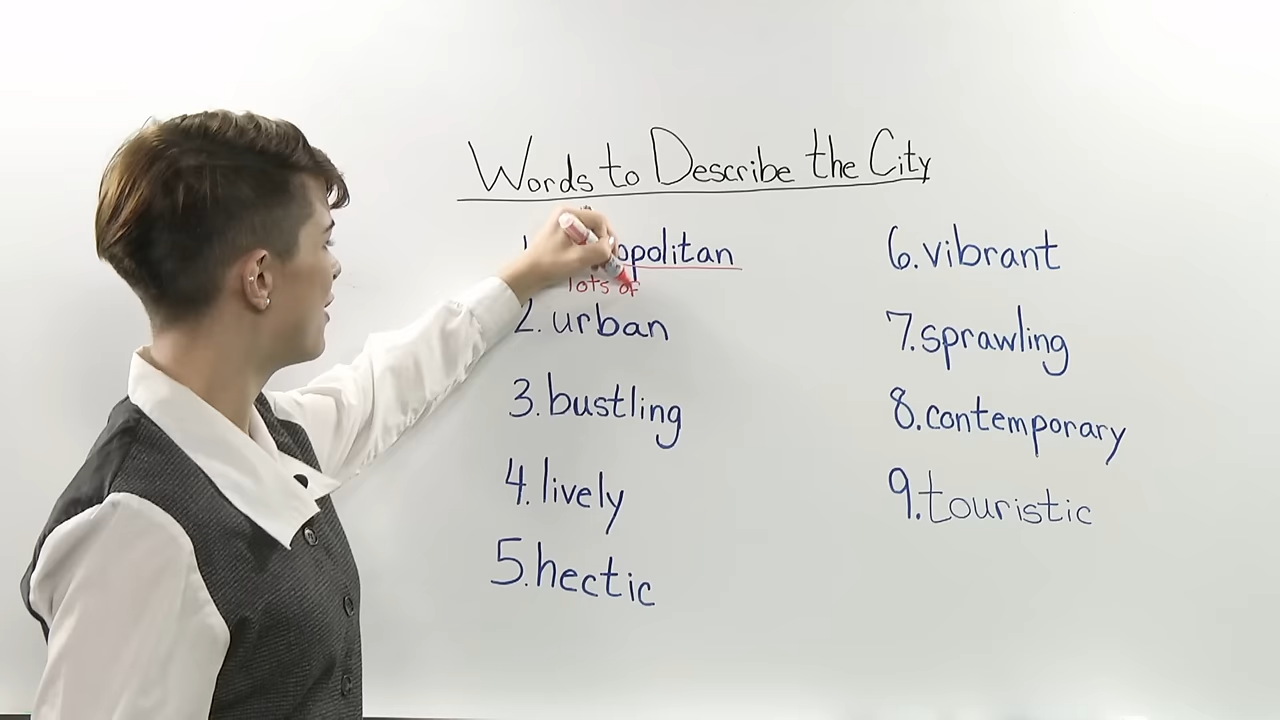 Words to Describe the City
opolitan
lots of
2. urban
3. bustling
4. lively
5. hectic
6. vibrant
7. sprawling
8. contemporary
9. touristic